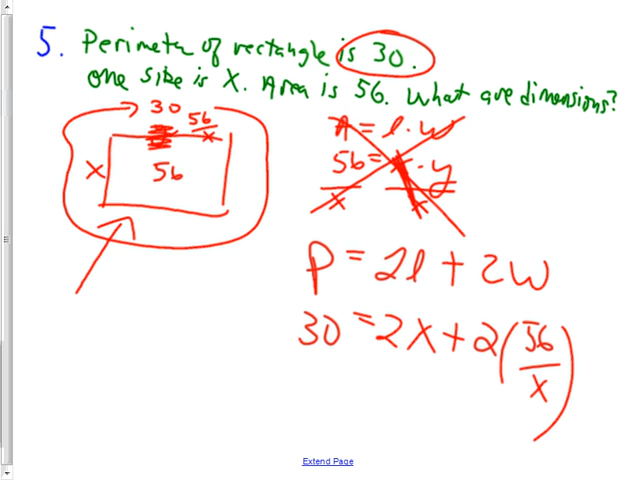 5. Perimeter of rectangle is 30.
one side is X. Area is 56. What are dimensions?
30
56/x
x
56
A = l · w
56 = x · y
x x
P = 2l + 2w
30 = 2x + 2(56/x)
Extend Page